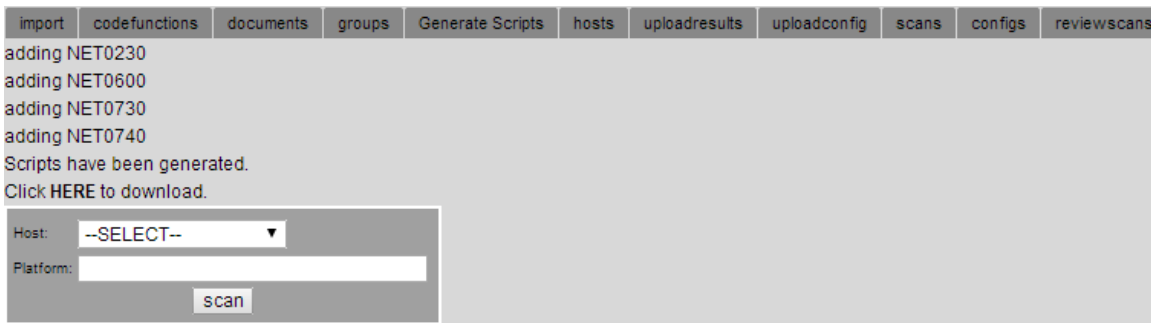 import codefunctions documents groups Generate Scripts hosts uploadresults uploadconfig scans configs reviewscans
adding NET0230
adding NET0600
adding NET0730
adding NET0740
Scripts have been generated.
Click HERE to download.
Host: --SELECT--
Platform:
scan